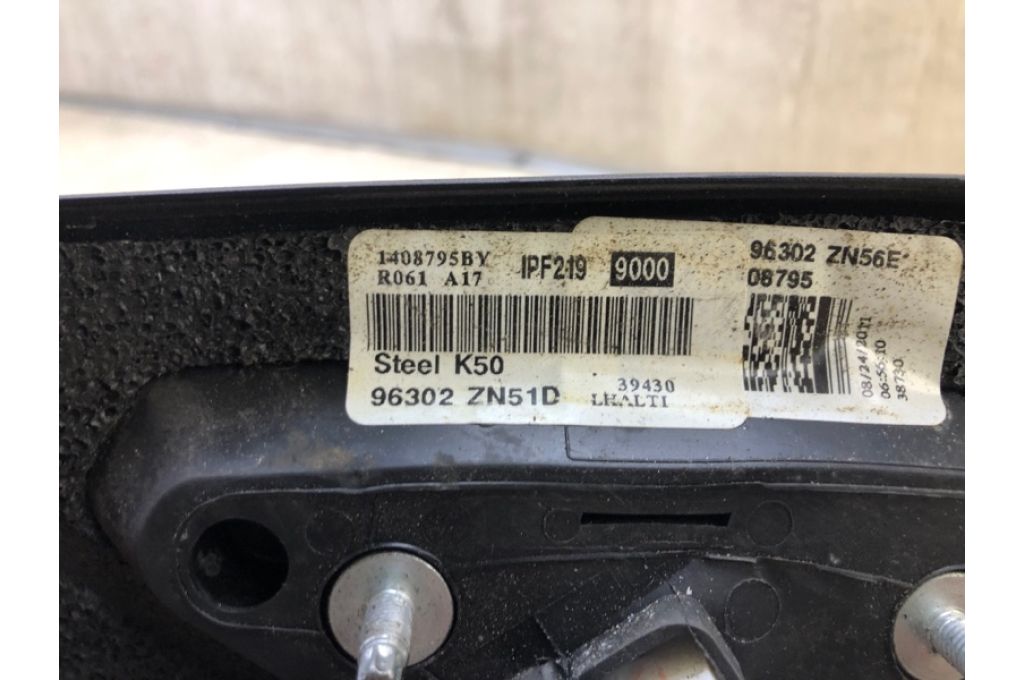 1408795BY
R061 A17
IPF219
9000
Steel K50
96302 ZN51D
39430
LHALTI
96302 ZN56E
08795
08/24/2011
38730